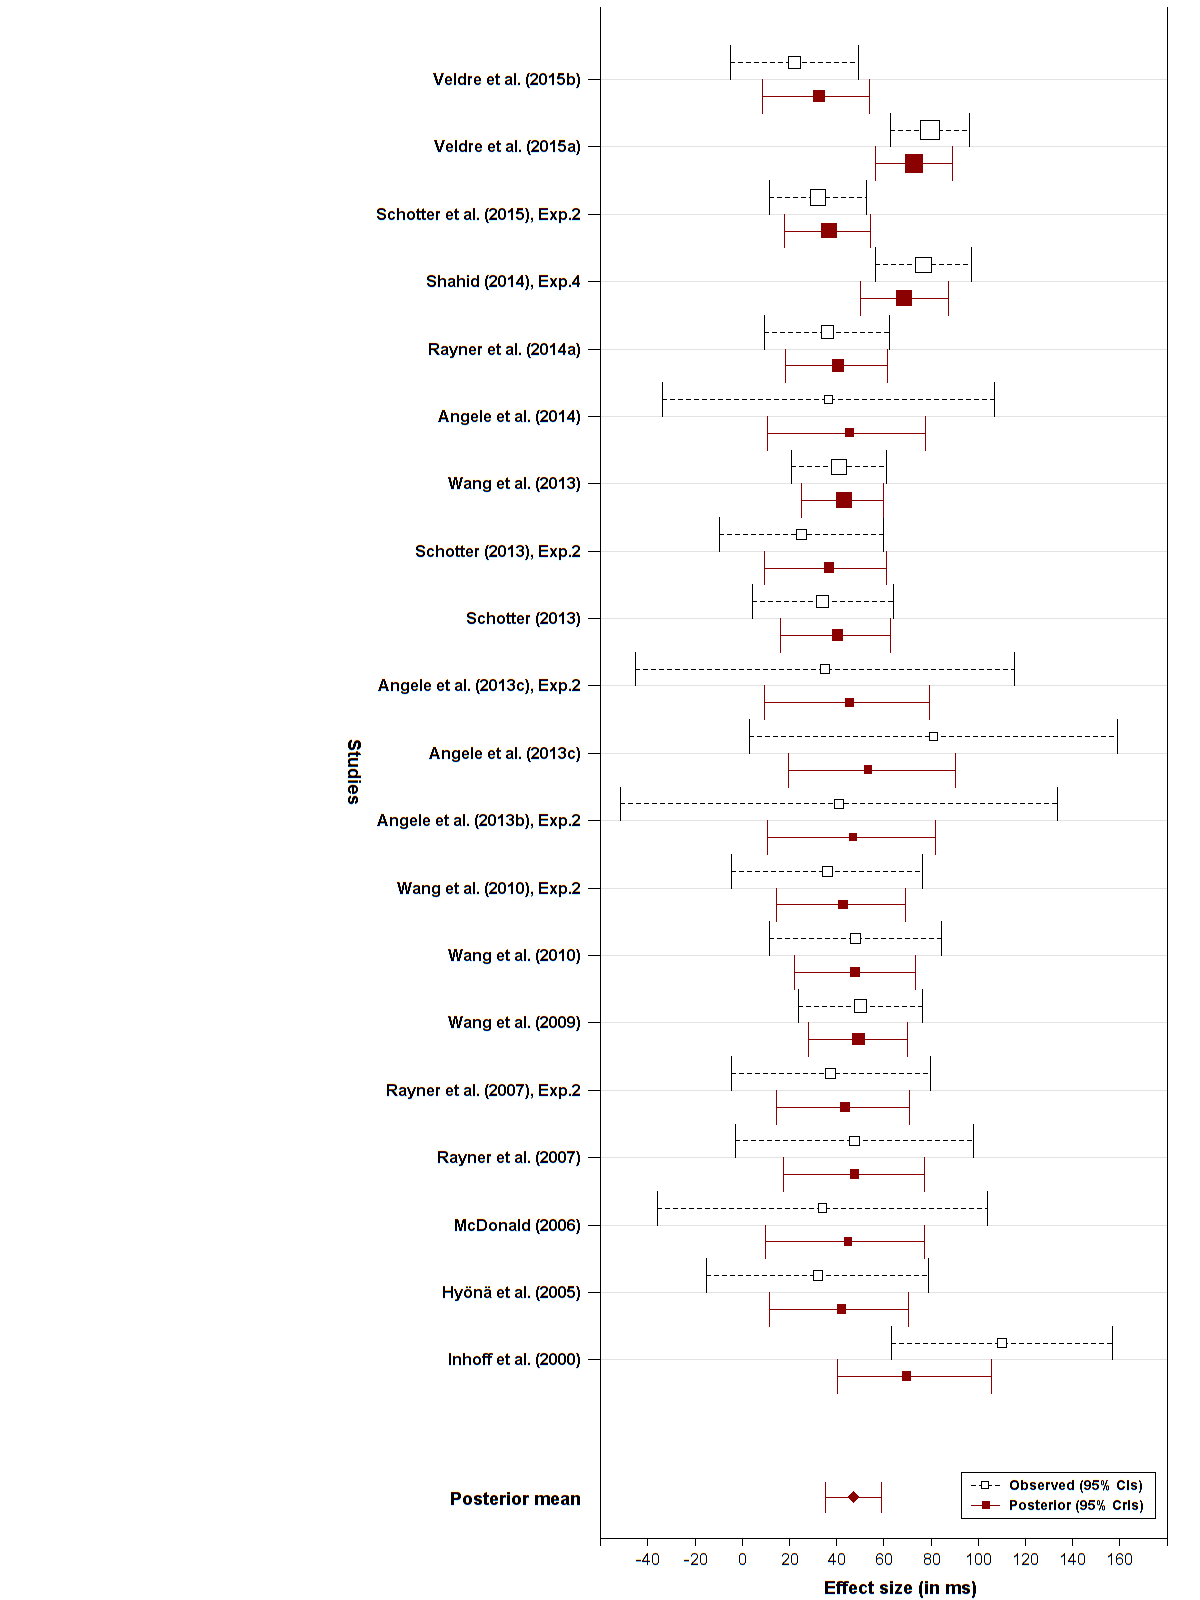 Veldre et al. (2015b)
Veldre et al. (2015a)
Schotter et al. (2015), Exp.2
Shahid (2014), Exp.4
Rayner et al. (2014a)
Angele et al. (2014)
Wang et al. (2013)
Schotter (2013), Exp.2
Schotter (2013)
Angele et al. (2013c), Exp.2
Angele et al. (2013c)
Angele et al. (2013b), Exp.2
Wang et al. (2010), Exp.2
Wang et al. (2010)
Wang et al. (2009)
Rayner et al. (2007), Exp.2
Rayner et al. (2007)
McDonald (2006)
Hyönä et al. (2005)
Inhoff et al. (2000)
Studies
Posterior mean
Observed (95% CIs)
Posterior (95% CrIs)
-40 -20 0 20 40 60 80 100 120 140 160
Effect size (in ms)